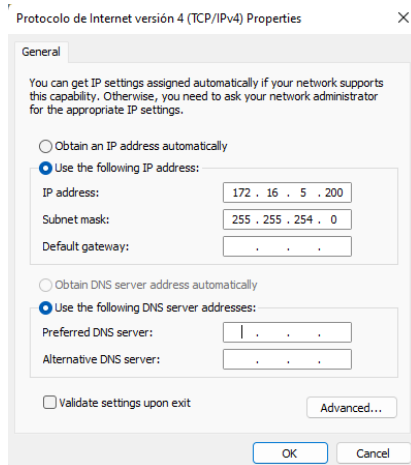 Protocolo de Internet versión 4 (TCP/IPv4) Properties
General
You can get IP settings assigned automatically if your network supports
this capability. Otherwise, you need to ask your network administrator
for the appropriate IP settings.
Obtain an IP address automatically
Use the following IP address:
IP address: 172 . 16 . 5 . 200
Subnet mask: 255 . 255 . 254 . 0
Default gateway: . . .
Obtain DNS server address automatically
Use the following DNS server addresses:
Preferred DNS server: . . .
Alternative DNS server: . . .
Validate settings upon exit
Advanced...
OK Cancel